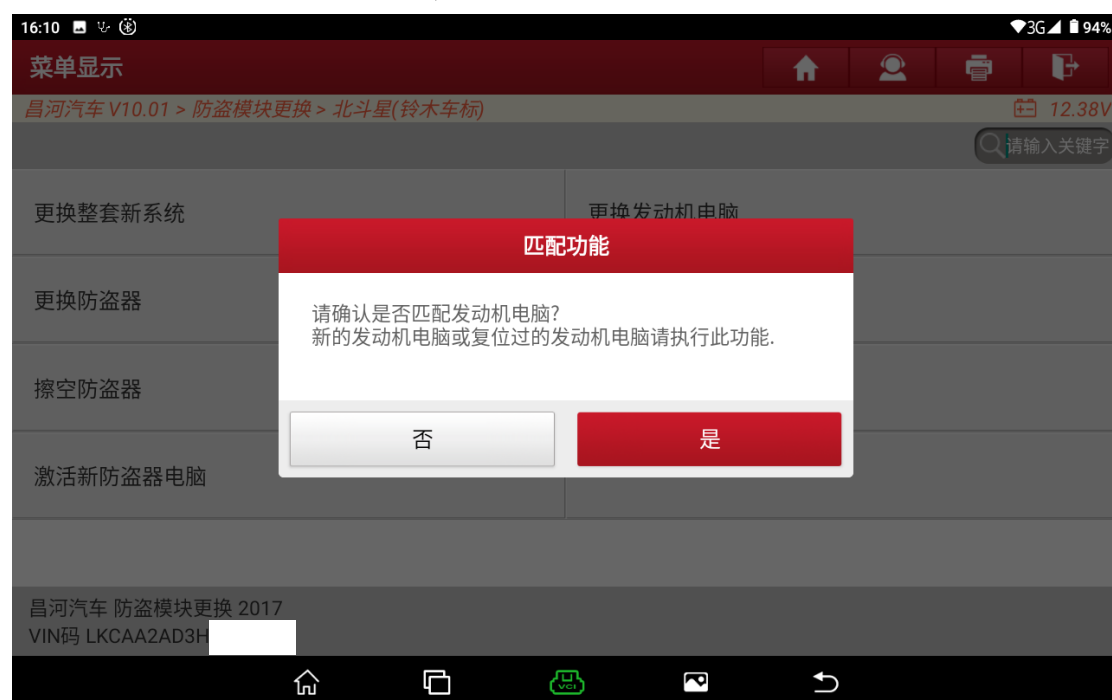 16:10
3G 94%
菜单显示
昌河汽车 V10.01 > 防盗模块更换 > 北斗星(铃木车标)
12.38V
请输入关键字
更换整套新系统
更换发动机电脑
匹配功能
更换防盗器
请确认是否匹配发动机电脑?
新的发动机电脑或复位过的发动机电脑请执行此功能.
擦空防盗器
否
是
激活新防盗器电脑
昌河汽车 防盗模块更换 2017
VIN码 LKCAA2AD3H
VCI